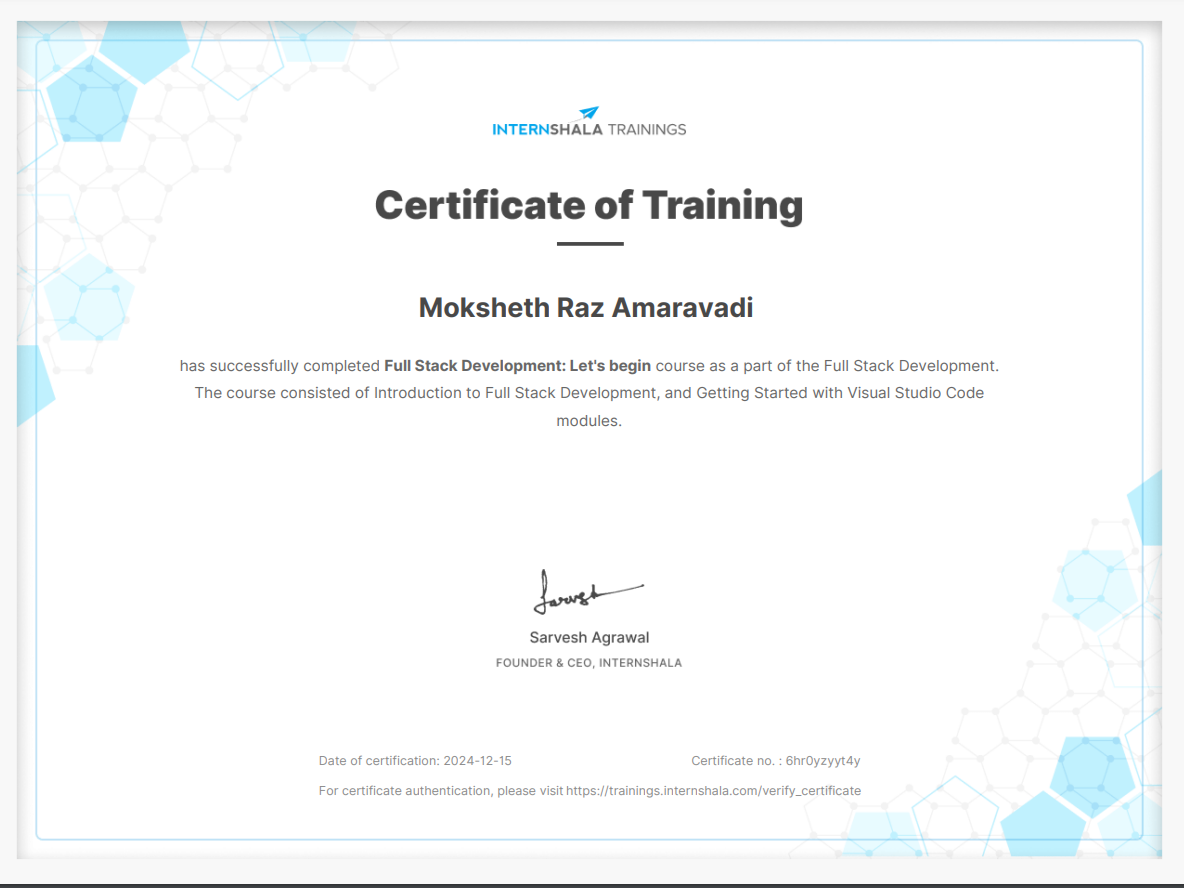 INTERNSHALA TRAININGS
Certificate of Training
Moksheth Raz Amaravadi
has successfully completed Full Stack Development: Let's begin course as a part of the Full Stack Development.
The course consisted of Introduction to Full Stack Development, and Getting Started with Visual Studio Code
modules.
Sarvesh
Sarvesh Agrawal
FOUNDER & CEO, INTERNSHALA
Date of certification: 2024-12-15 Certificate no. : 6hr0yzyyt4y
For certificate authentication, please visit https://trainings.internshala.com/verify_certificate